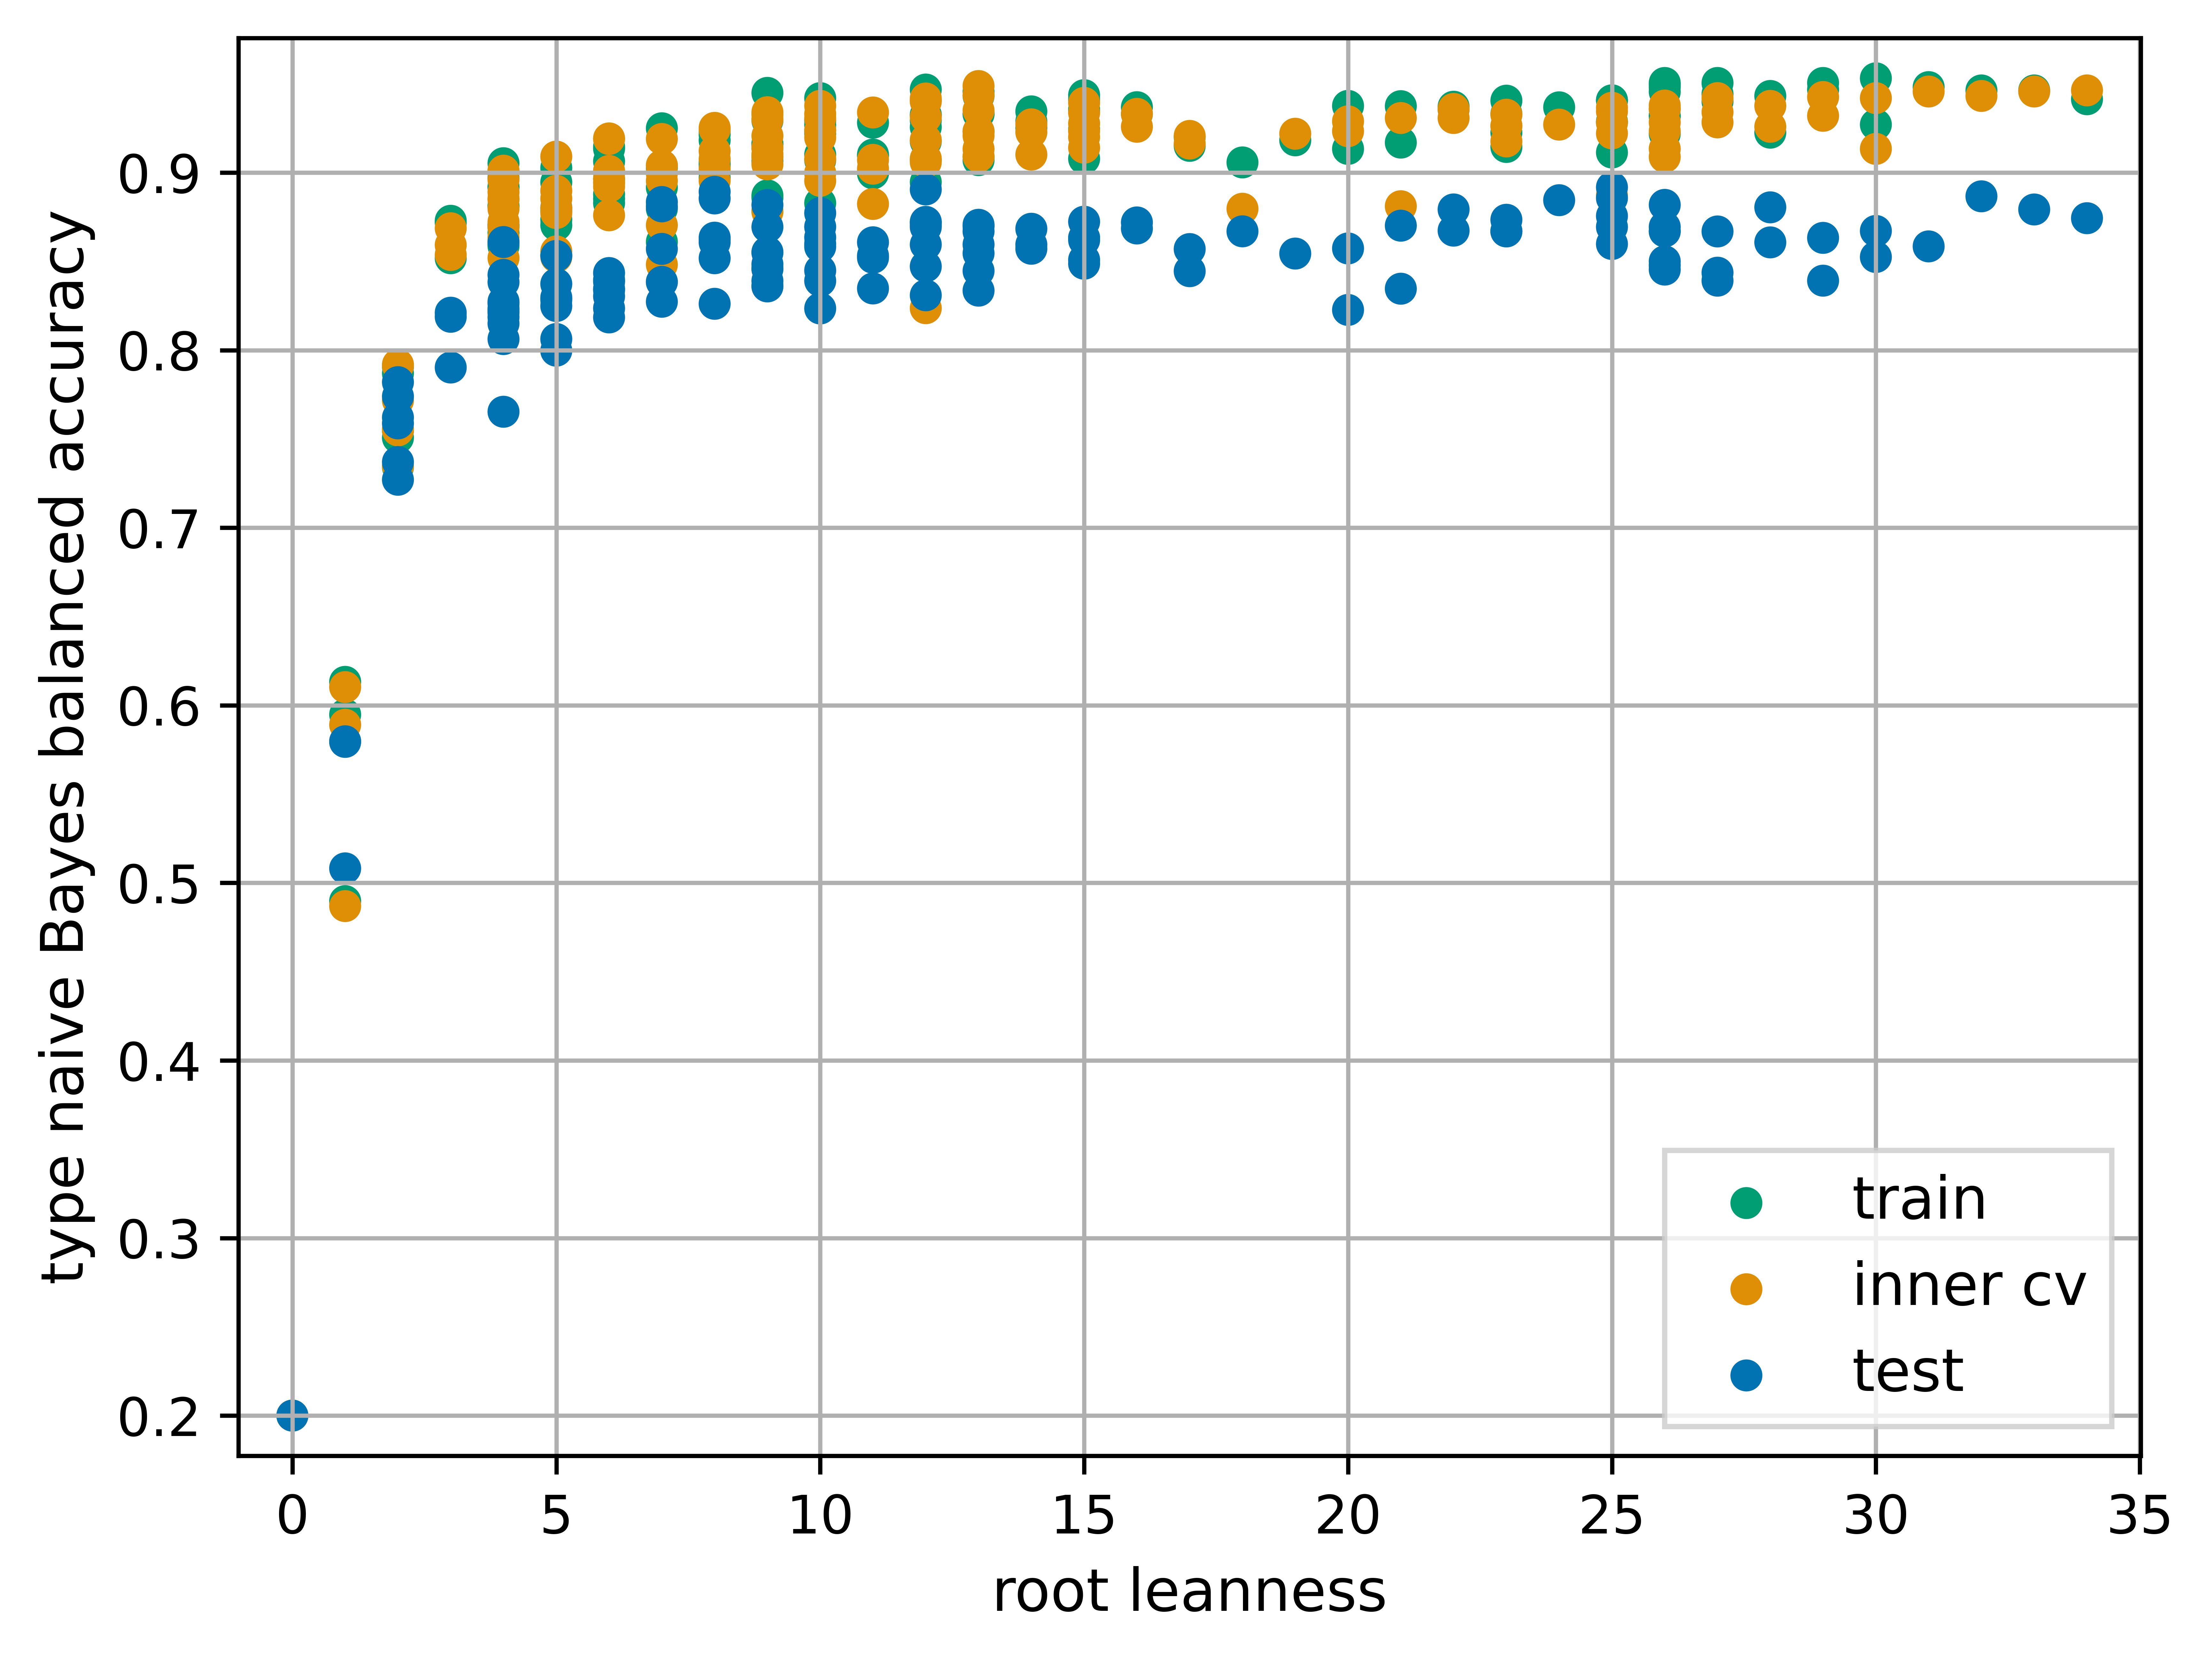 type naive Bayes balanced accuracy
0.9
0.8
0.7
0.6
0.5
0.4
0.3
0.2
0 5 10 15 20 25 30 35
root leanness
train
inner cv
test